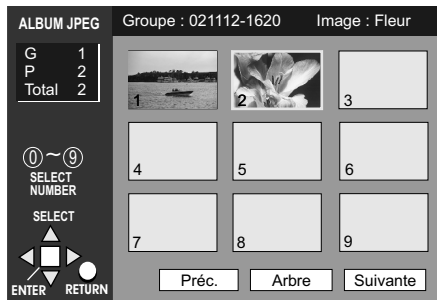 ALBUM JPEG
Groupe : 021112-1620 Image : Fleur
G 1
P 2
Total 2
1
2
3
4
5
6
7
8
9
0~9
SELECT
NUMBER
SELECT
ENTER
RETURN
Préc.
Arbre
Suivante